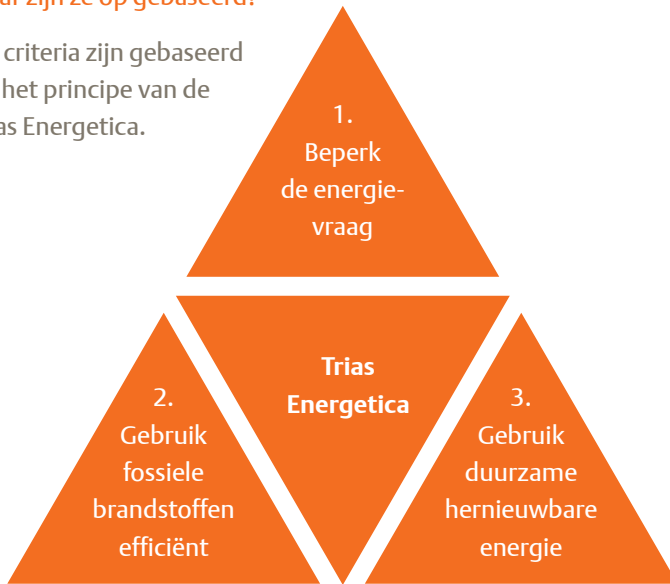 zijn ze op gebaseerd?
criteria zijn gebaseerd
het principe van de
Energetica.
1.
Beperk
de energie-
vraag
Trias
Energetica
2.
Gebruik
fossiele
brandstoffen
efficiënt
3.
Gebruik
duurzame
hernieuwbare
energie